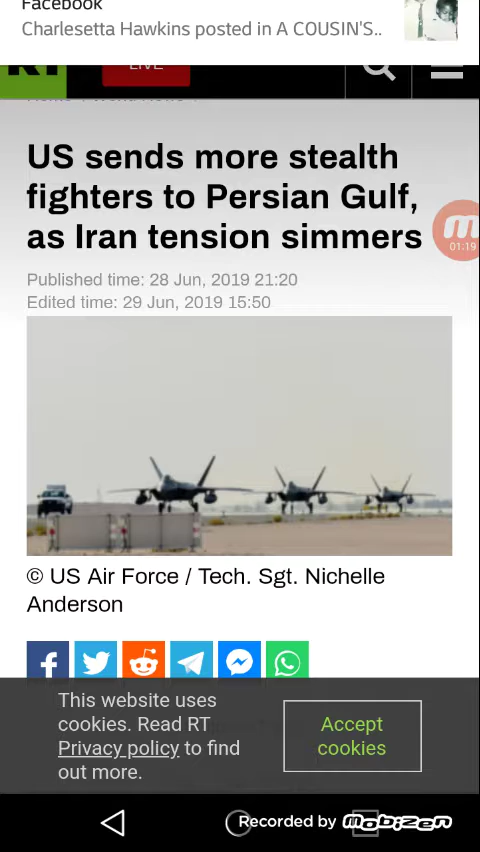 Facebook
Charlesetta Hawkins posted in A COUSIN'S..
RT
LIVE
US sends more stealth
fighters to Persian Gulf,
as Iran tension simmers
01:19
Published time: 28 Jun, 2019 21:20
Edited time: 29 Jun, 2019 15:50
© US Air Force / Tech. Sgt. Nichelle
Anderson
This website uses
cookies. Read RT
Privacy policy to find
out more.
Accept
cookies
Recorded by Mobizen